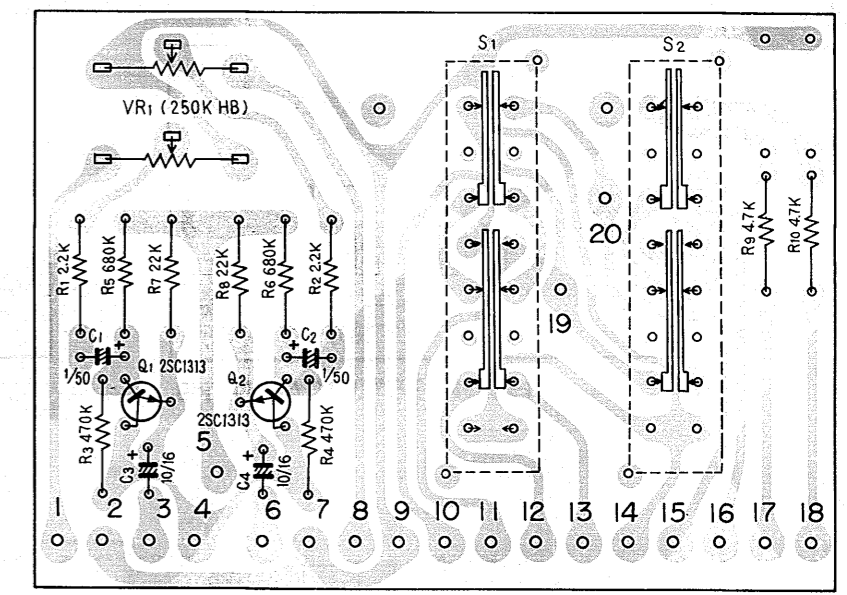 S1
S2
VR1 (250K HB)
R1 2.2K
R5 680K
R7 22K
R8 22K
R6 680K
R2 2.2K
R9 4.7K
R10 4.7K
20
19
C1
+
1/50
Q1 2SC1313
Q2
2SC1313
+
C2
1/50
R3 470K
C3
+
10/16
5
C4
+
10/16
R4 470K
1
2
3
4
6
7
8
9
10
11
12
13
14
15
16
17
18